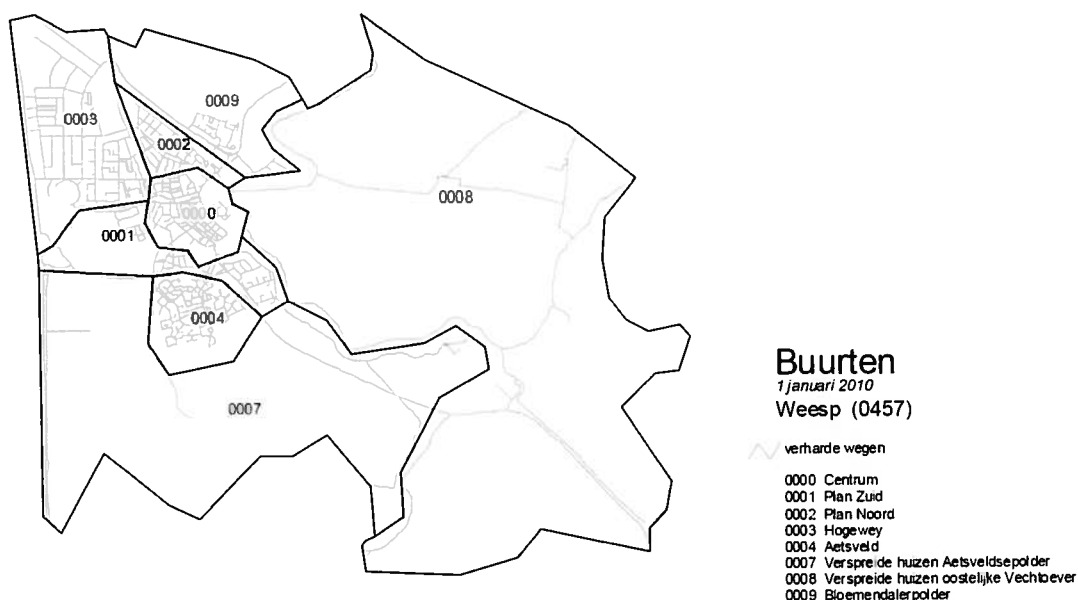 0003
0009
0002
0008
0000
0001
0004
0007
Buurten
1 januari 2010
Weesp (0457)
verharde wegen
0000 Centrum
0001 Plan Zuid
0002 Plan Noord
0003 Hogewey
0004 Aetsveld
0007 Verspreide huizen Aetsveldsepolder
0008 Verspreide huizen oostelijke Vechtoever
0009 Bloemendalerpolder